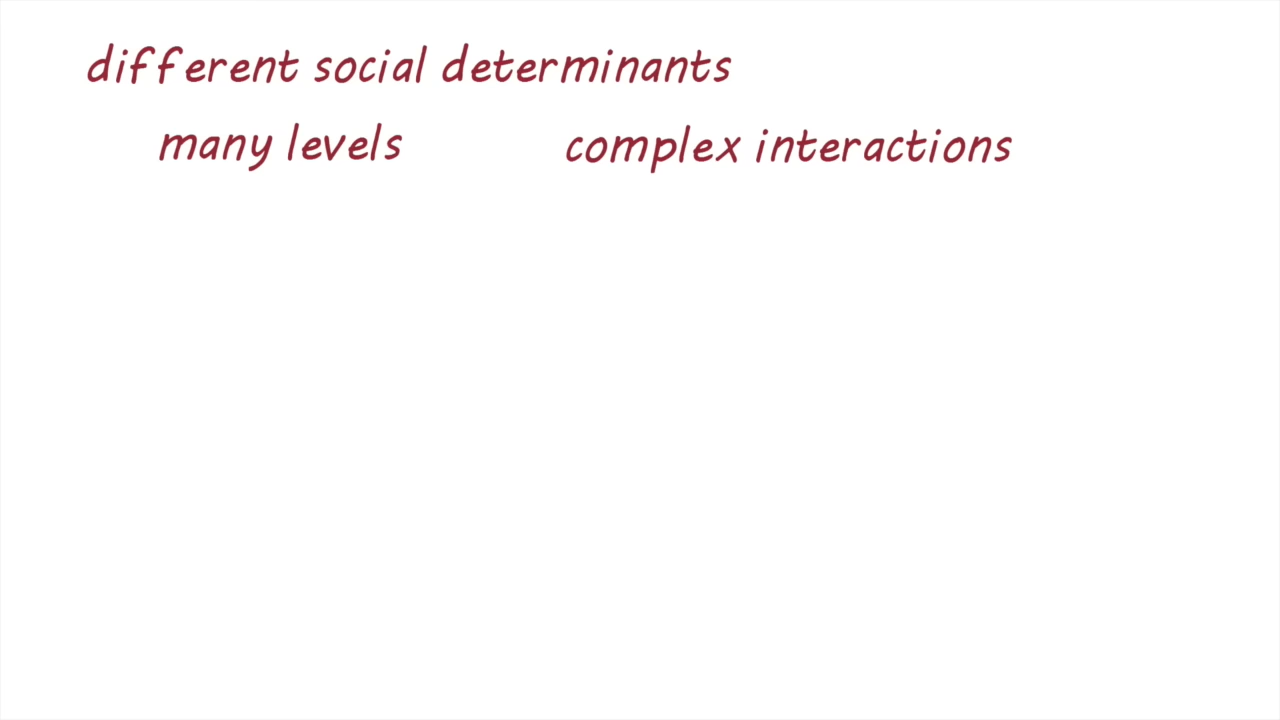 different social determinants
many levels complex interactions